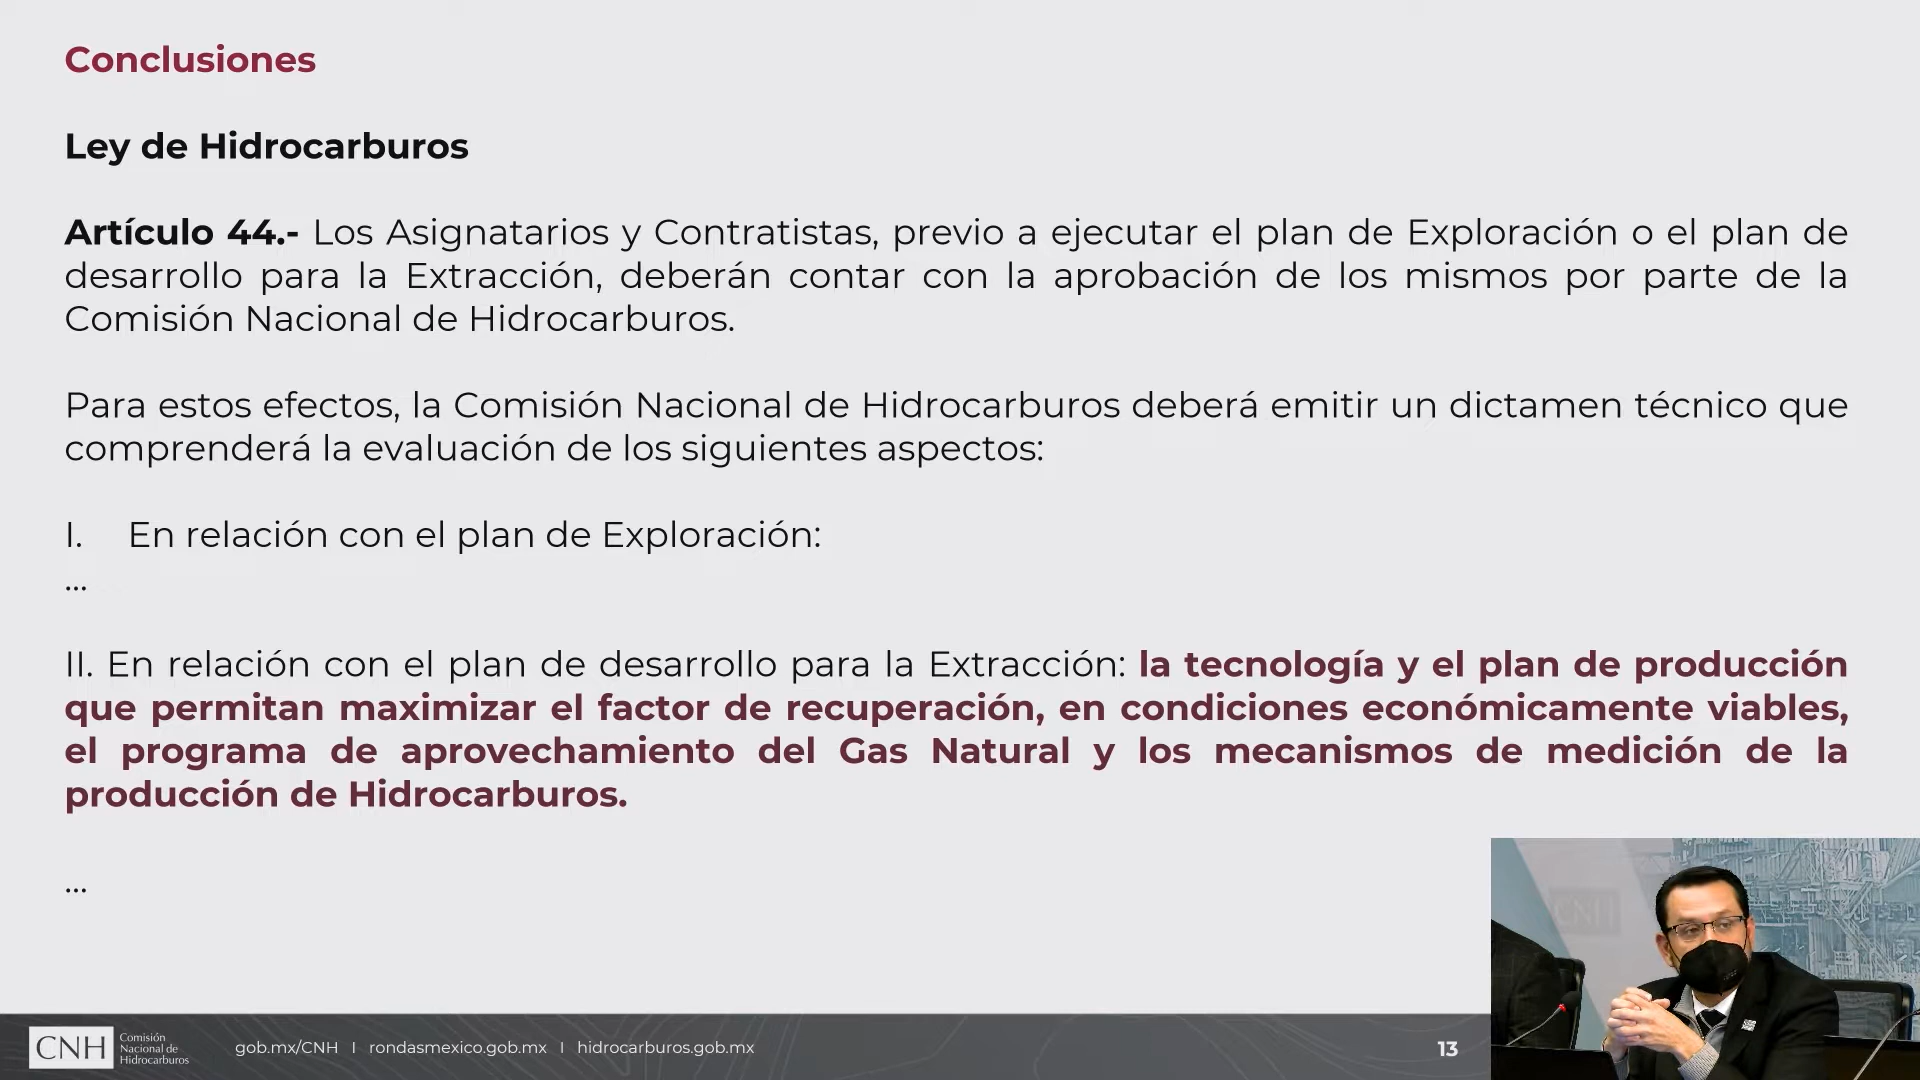 Conclusiones
Ley de Hidrocarburos
Artículo 44.- Los Asignatarios y Contratistas, previo a ejecutar el plan de Exploración o el plan de
desarrollo para la Extracción, deberán contar con la aprobación de los mismos por parte de la
Comisión Nacional de Hidrocarburos.
Para estos efectos, la Comisión Nacional de Hidrocarburos deberá emitir un dictamen técnico que
comprenderá la evaluación de los siguientes aspectos:
I. En relación con el plan de Exploración:
...
II. En relación con el plan de desarrollo para la Extracción: la tecnología y el plan de producción
que permitan maximizar el factor de recuperación, en condiciones económicamente viables,
el programa de aprovechamiento del Gas Natural y los mecanismos de medición de la
producción de Hidrocarburos.
...
CNH
Comisión
Nacional de
Hidrocarburos
gob.mx/CNH I rondasmexico.gob.mx I hidrocarburos.gob.mx
13
CNH